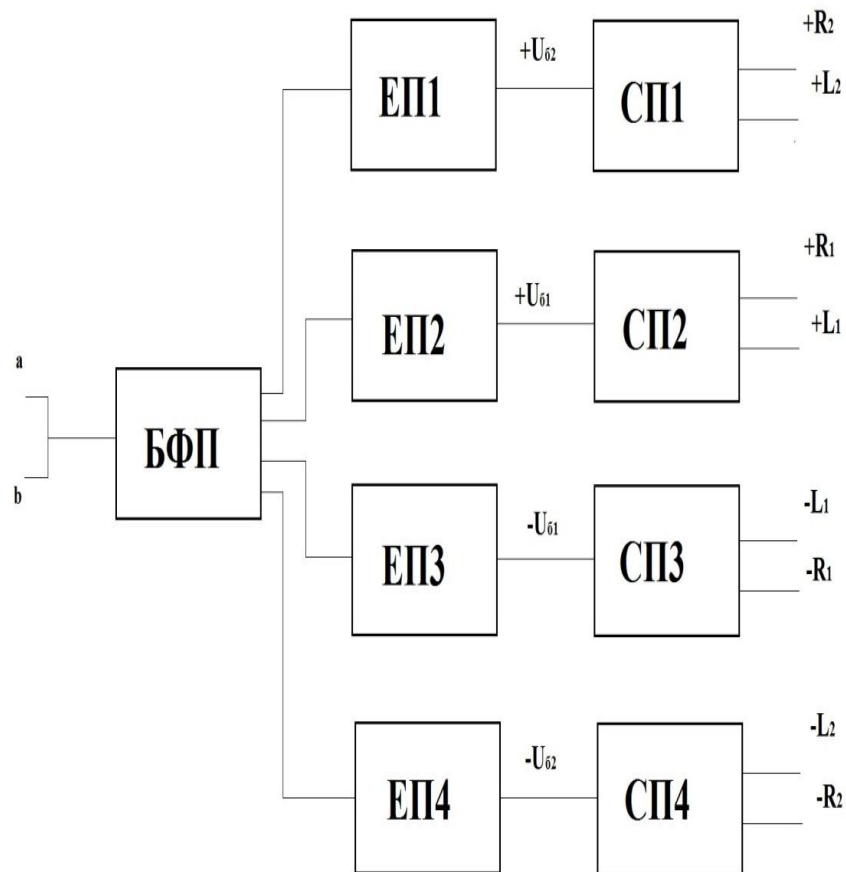 +R₂
+U₆₂
+L₂
ЕП1
СП1
+R₁
+U₆₁
+L₁
ЕП2
СП2
a
БФП
b
-L₁
-U₆₁
-R₁
ЕП3
СП3
-L₂
-U₆₂
-R₂
ЕП4
СП4